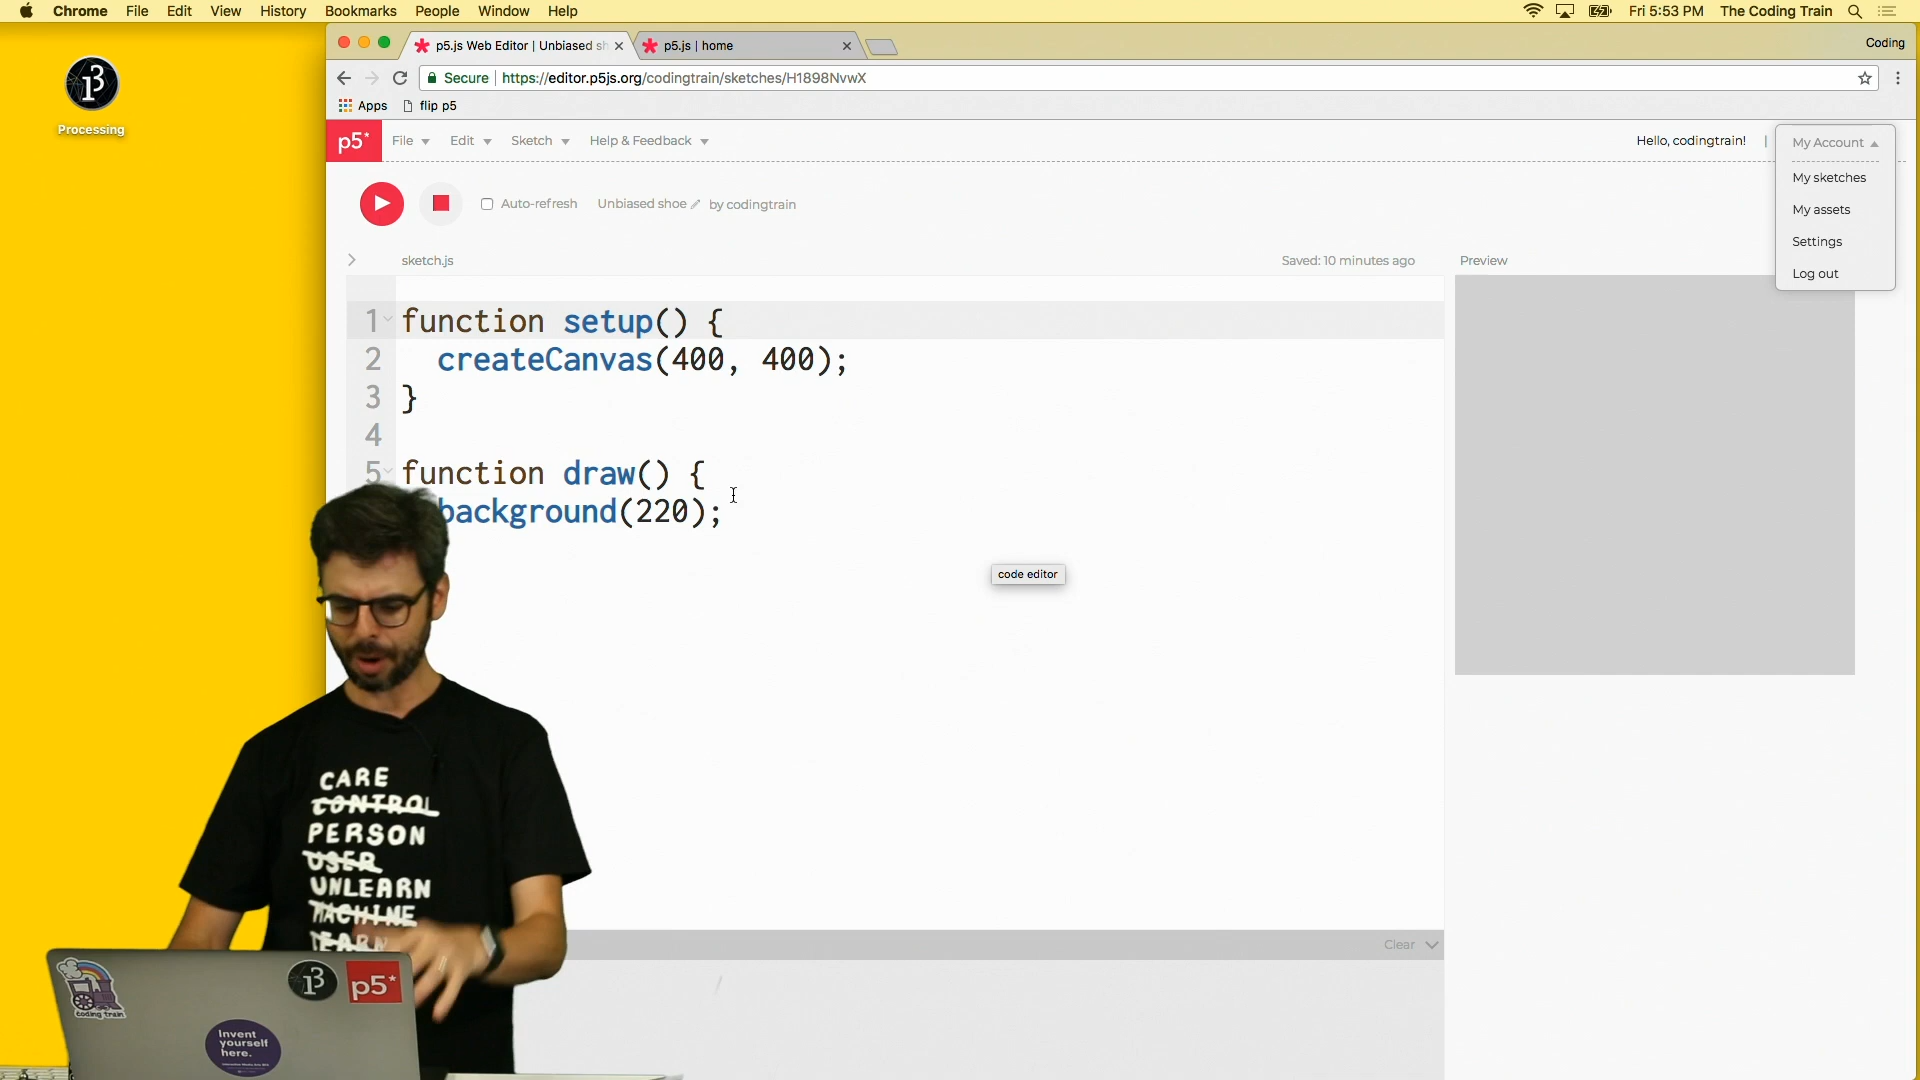 Chrome File Edit View History Bookmarks People Window Help Fri 5:53 PM The Coding Train
Processing
p5.js Web Editor | Unbiased sh
p5.js | home
Coding
Secure https://editor.p5js.org/codingtrain/sketches/H1898NvwX
Apps flip p5
p5* File Edit Sketch Help & Feedback Hello, codingtrain! | My Account
My sketches
My assets
Settings
Log out
Auto-refresh Unbiased shoe by codingtrain
sketch.js Saved: 10 minutes ago Preview
1 function setup() {
2 createCanvas(400, 400);
3 }
4
5 function draw() {
background(220);
code editor
Clear
CARE
CONTROL
PERSON
USER
UNLEARN
MACHINE
LEARN
p5*
coding train
Invent
yourself
here.